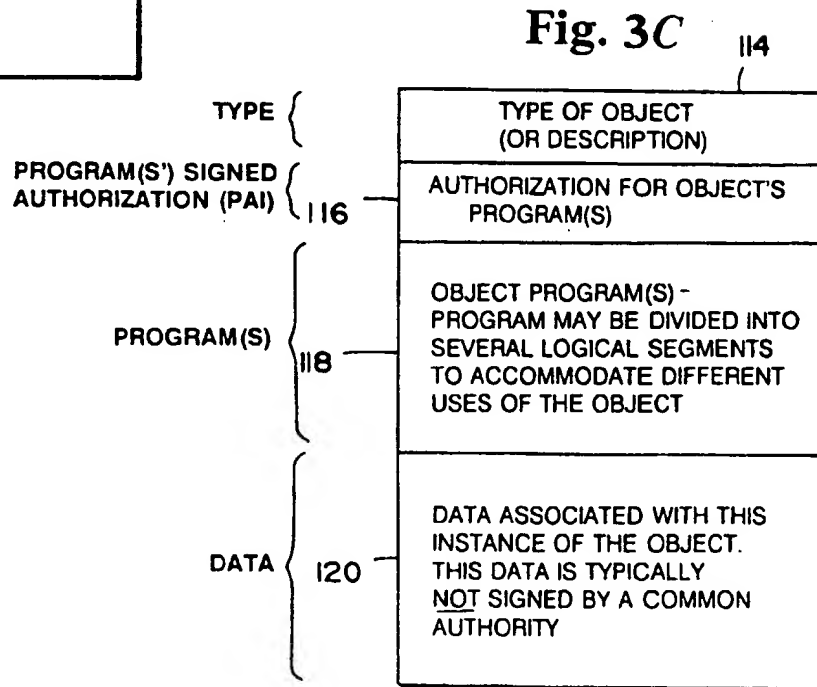 Fig. 3C
114
TYPE
TYPE OF OBJECT
(OR DESCRIPTION)
PROGRAM(S') SIGNED
AUTHORIZATION (PAI)
116
AUTHORIZATION FOR OBJECT'S
PROGRAM(S)
PROGRAM(S)
118
OBJECT PROGRAM(S) -
PROGRAM MAY BE DIVIDED INTO
SEVERAL LOGICAL SEGMENTS
TO ACCOMMODATE DIFFERENT
USES OF THE OBJECT
DATA
120
DATA ASSOCIATED WITH THIS
INSTANCE OF THE OBJECT.
THIS DATA IS TYPICALLY
NOT SIGNED BY A COMMON
AUTHORITY